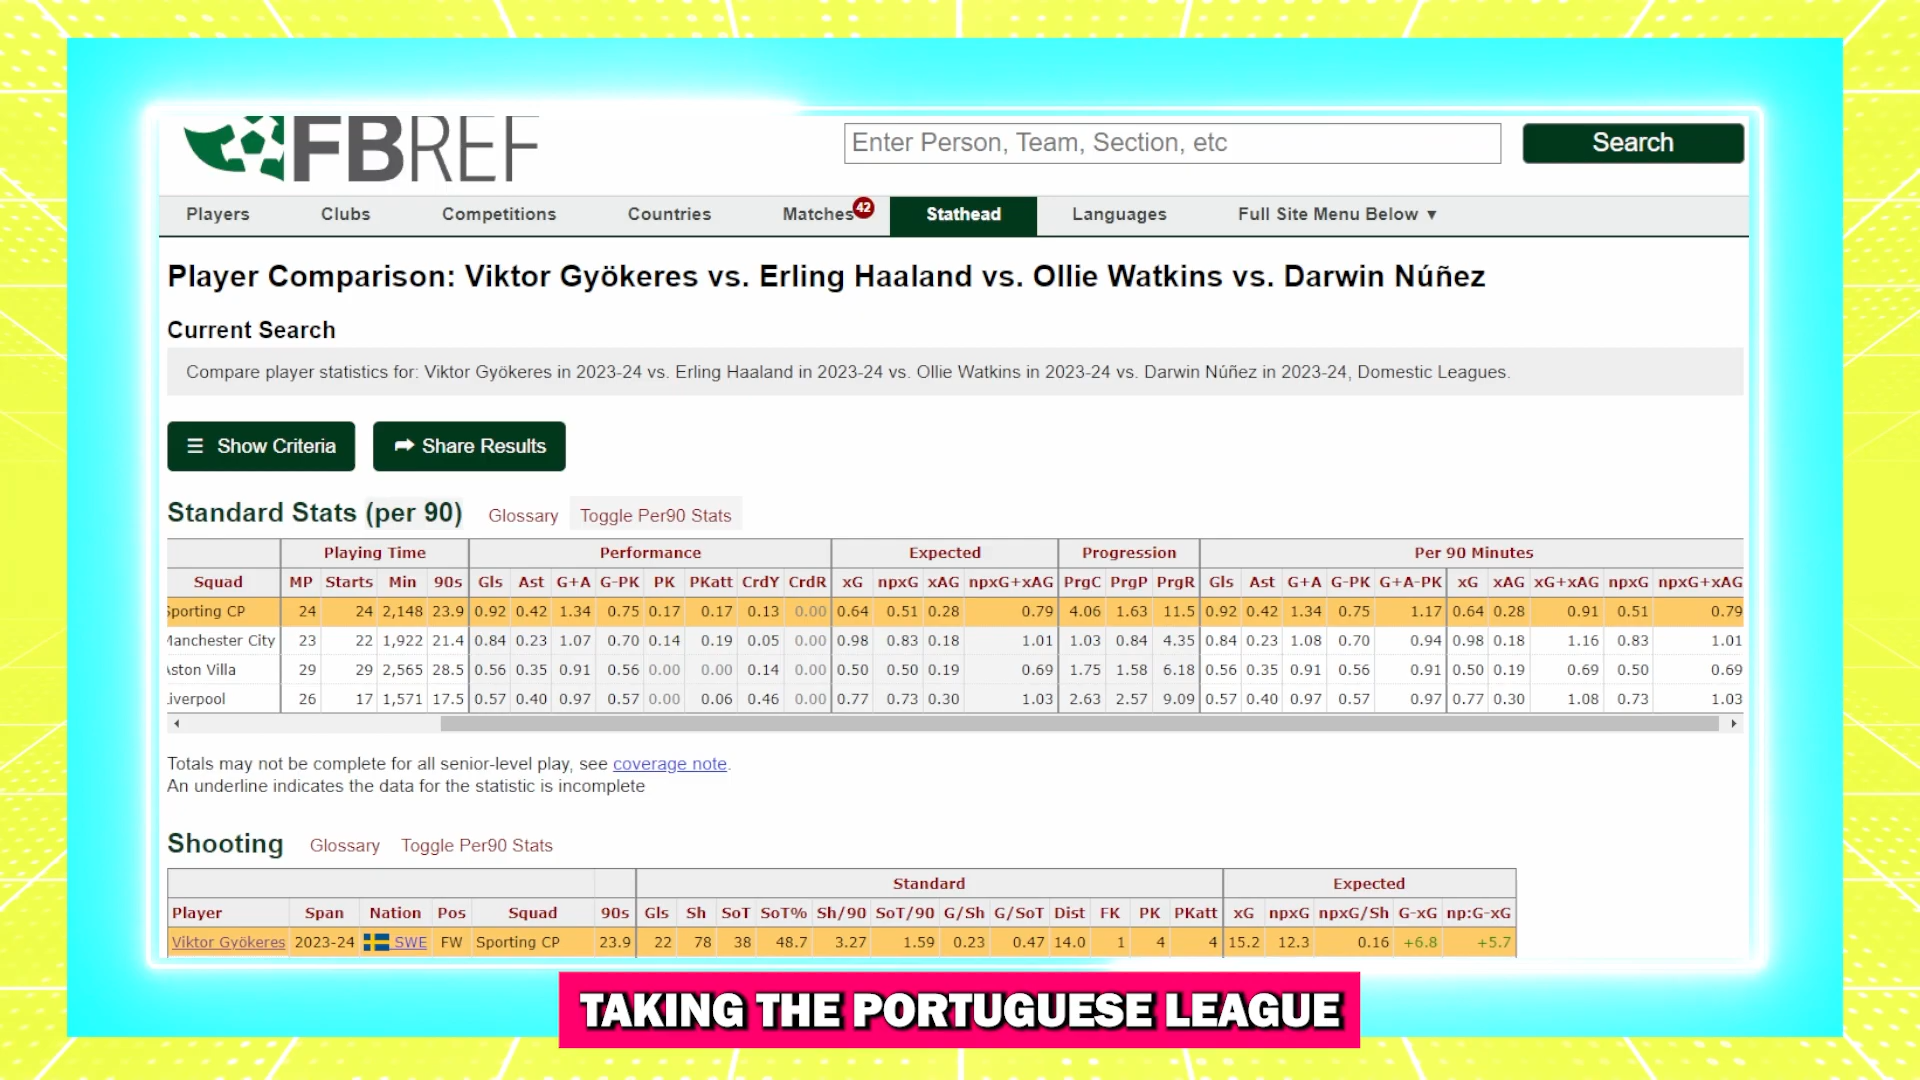 FBREF
Enter Person, Team, Section, etc Search
Players Clubs Competitions Countries Matches 42 Stathead Languages Full Site Menu Below ▼
Player Comparison: Viktor Gyökeres vs. Erling Haaland vs. Ollie Watkins vs. Darwin Núñez
Current Search
Compare player statistics for: Viktor Gyökeres in 2023-24 vs. Erling Haaland in 2023-24 vs. Ollie Watkins in 2023-24 vs. Darwin Núñez in 2023-24, Domestic Leagues.
Show Criteria Share Results
Standard Stats (per 90) Glossary Toggle Per90 Stats
Playing Time Performance Expected Progression Per 90 Minutes
Squad MP Starts Min 90s Gls Ast G+A G-PK PK PKatt CrdY CrdR xG npxG xAG npxG+xAG PrgC PrgP PrgR Gls Ast G+A G-PK G+A-PK xG xAG xG+xAG npxG npxG+xAG
Sporting CP 24 24 2,148 23.9 0.92 0.42 1.34 0.75 0.17 0.17 0.13 0.00 0.64 0.51 0.28 0.79 4.06 1.63 11.5 0.92 0.42 1.34 0.75 1.17 0.64 0.28 0.91 0.51 0.79
Manchester City 23 22 1,922 21.4 0.84 0.23 1.07 0.70 0.14 0.19 0.05 0.00 0.98 0.83 0.18 1.01 1.03 0.84 4.35 0.84 0.23 1.08 0.70 0.94 0.98 0.18 1.16 0.83 1.01
Aston Villa 29 29 2,565 28.5 0.56 0.35 0.91 0.56 0.00 0.00 0.14 0.00 0.50 0.50 0.19 0.69 1.75 1.58 6.18 0.56 0.35 0.91 0.56 0.91 0.50 0.19 0.69 0.50 0.69
Liverpool 26 17 1,571 17.5 0.57 0.40 0.97 0.57 0.00 0.06 0.46 0.00 0.77 0.73 0.30 1.03 2.63 2.57 9.09 0.57 0.40 0.97 0.57 0.97 0.77 0.30 1.08 0.73 1.03
Totals may not be complete for all senior-level play, see coverage note.
An underline indicates the data for the statistic is incomplete
Shooting Glossary Toggle Per90 Stats
Standard Expected
Player Span Nation Pos Squad 90s Gls Sh SoT SoT% Sh/90 SoT/90 G/Sh G/SoT Dist FK PK PKatt xG npxG npxG/Sh G-xG np:G-xG
Viktor Gyökeres 2023-24 SWE FW Sporting CP 23.9 22 78 38 48.7 3.27 1.59 0.23 0.47 14.0 1 4 4 15.2 12.3 0.16 +6.8 +5.7
TAKING THE PORTUGUESE LEAGUE